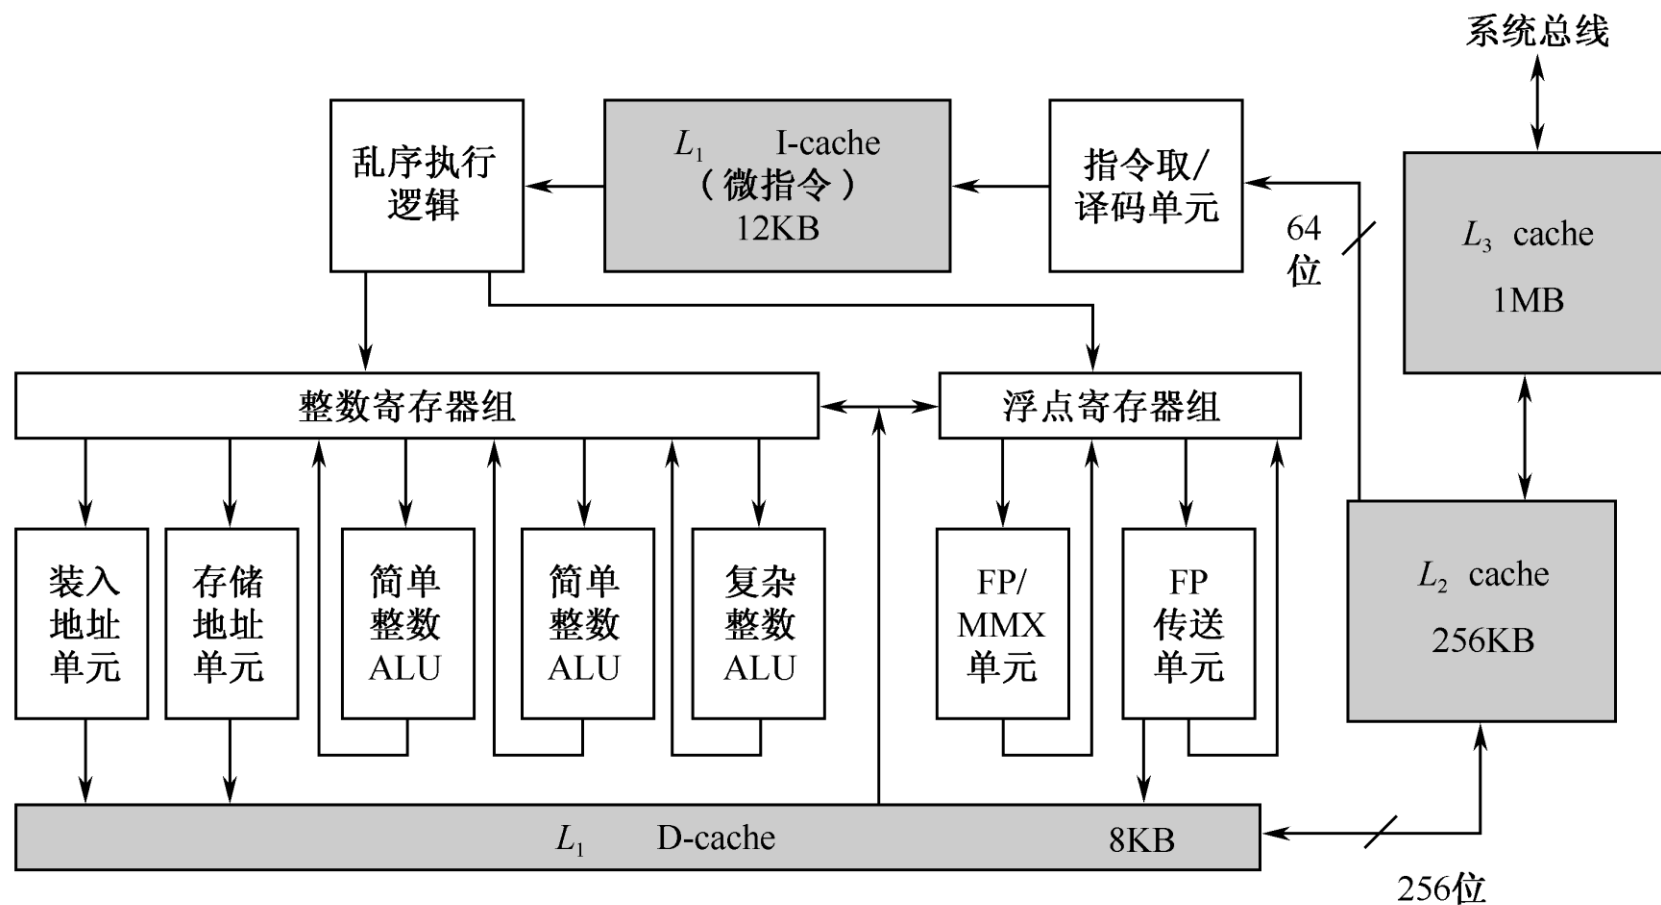 系统总线
乱序执行
逻辑
L1 I-cache
（微指令）
12KB
指令取/
译码单元
64
位
L3 cache
1MB
整数寄存器组
浮点寄存器组
装入
地址
单元
存储
地址
单元
简单
整数
ALU
简单
整数
ALU
复杂
整数
ALU
FP/
MMX
单元
FP
传送
单元
L2 cache
256KB
L1 D-cache 8KB
256位